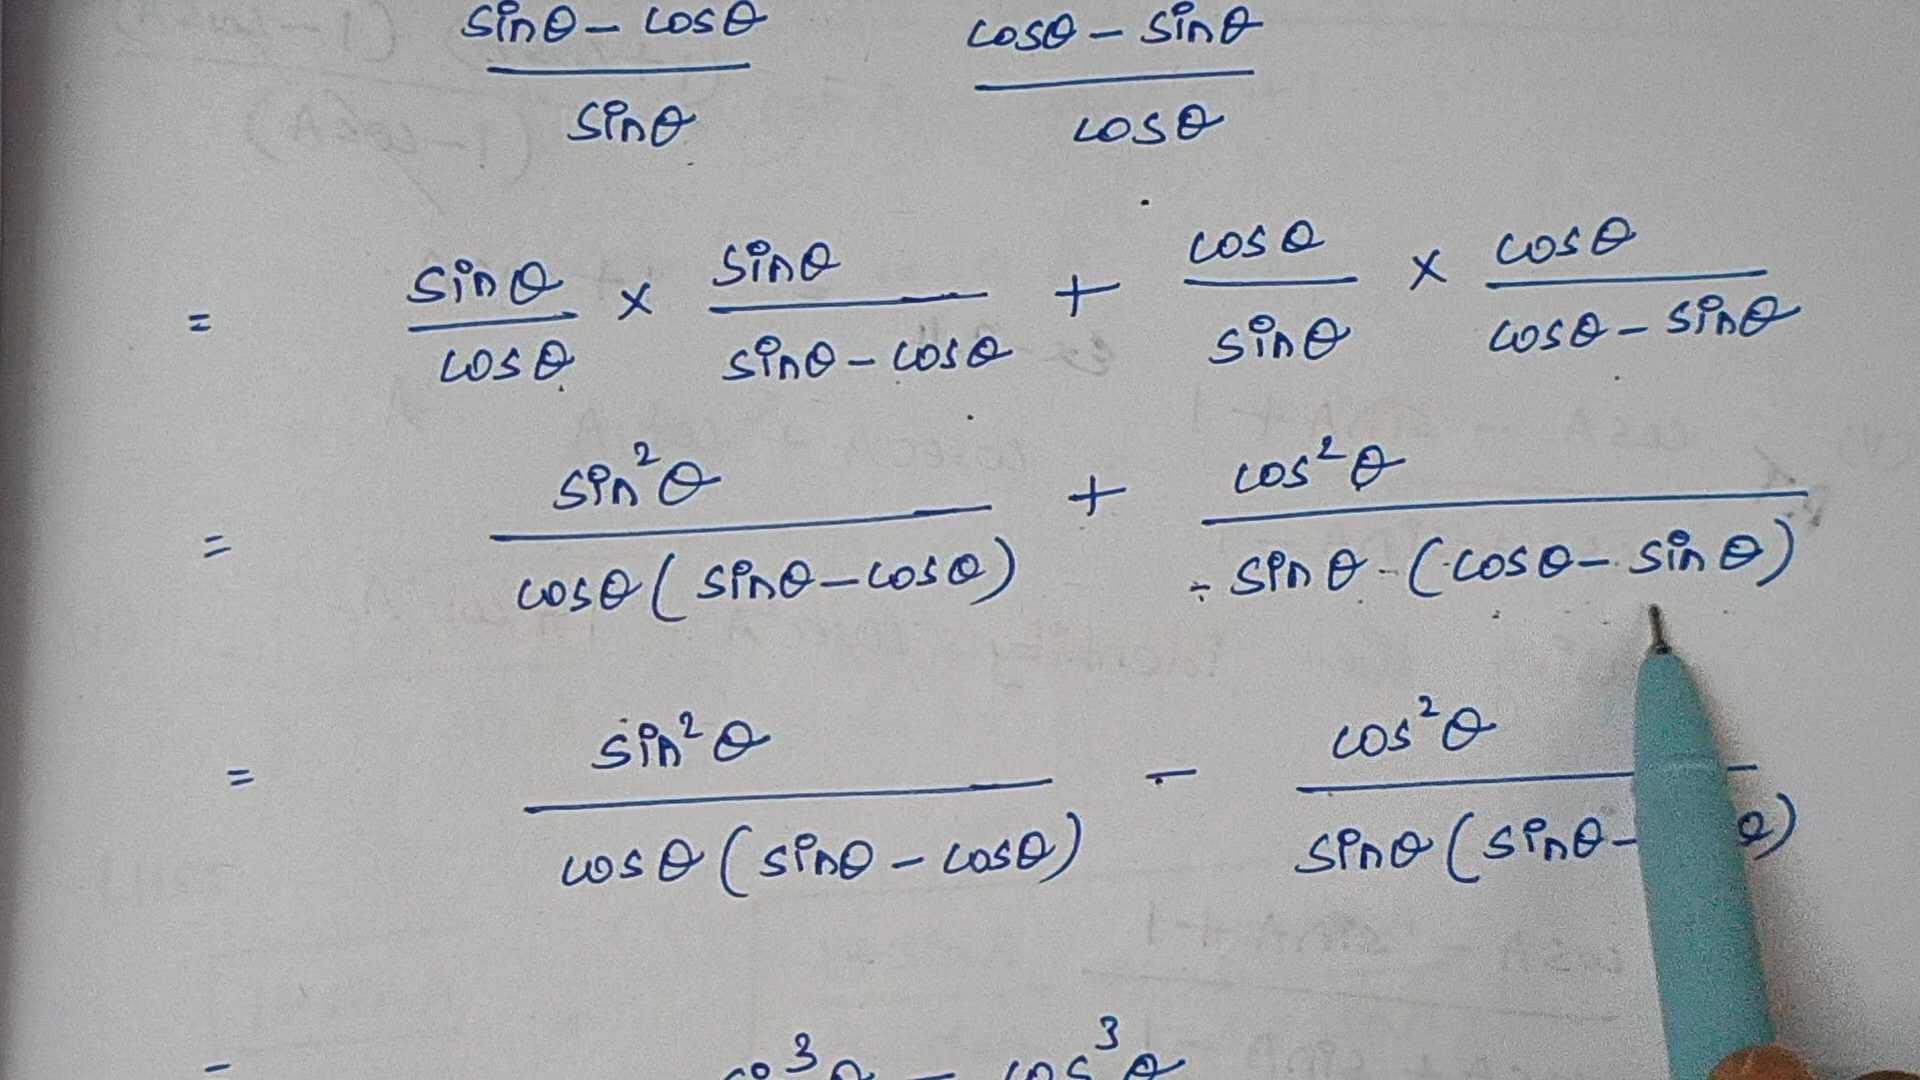 sinθ − cosθ / sinθ    cosθ − sinθ / cosθ
= sinθ / cosθ × sinθ / sinθ − cosθ + cosθ / sinθ × cosθ / cosθ − sinθ
= sin²θ / cosθ ( sinθ − cosθ ) + cos²θ / sinθ ( cosθ − sinθ )
= sin²θ / cosθ ( sinθ − cosθ ) − cos²θ / sinθ ( sinθ −